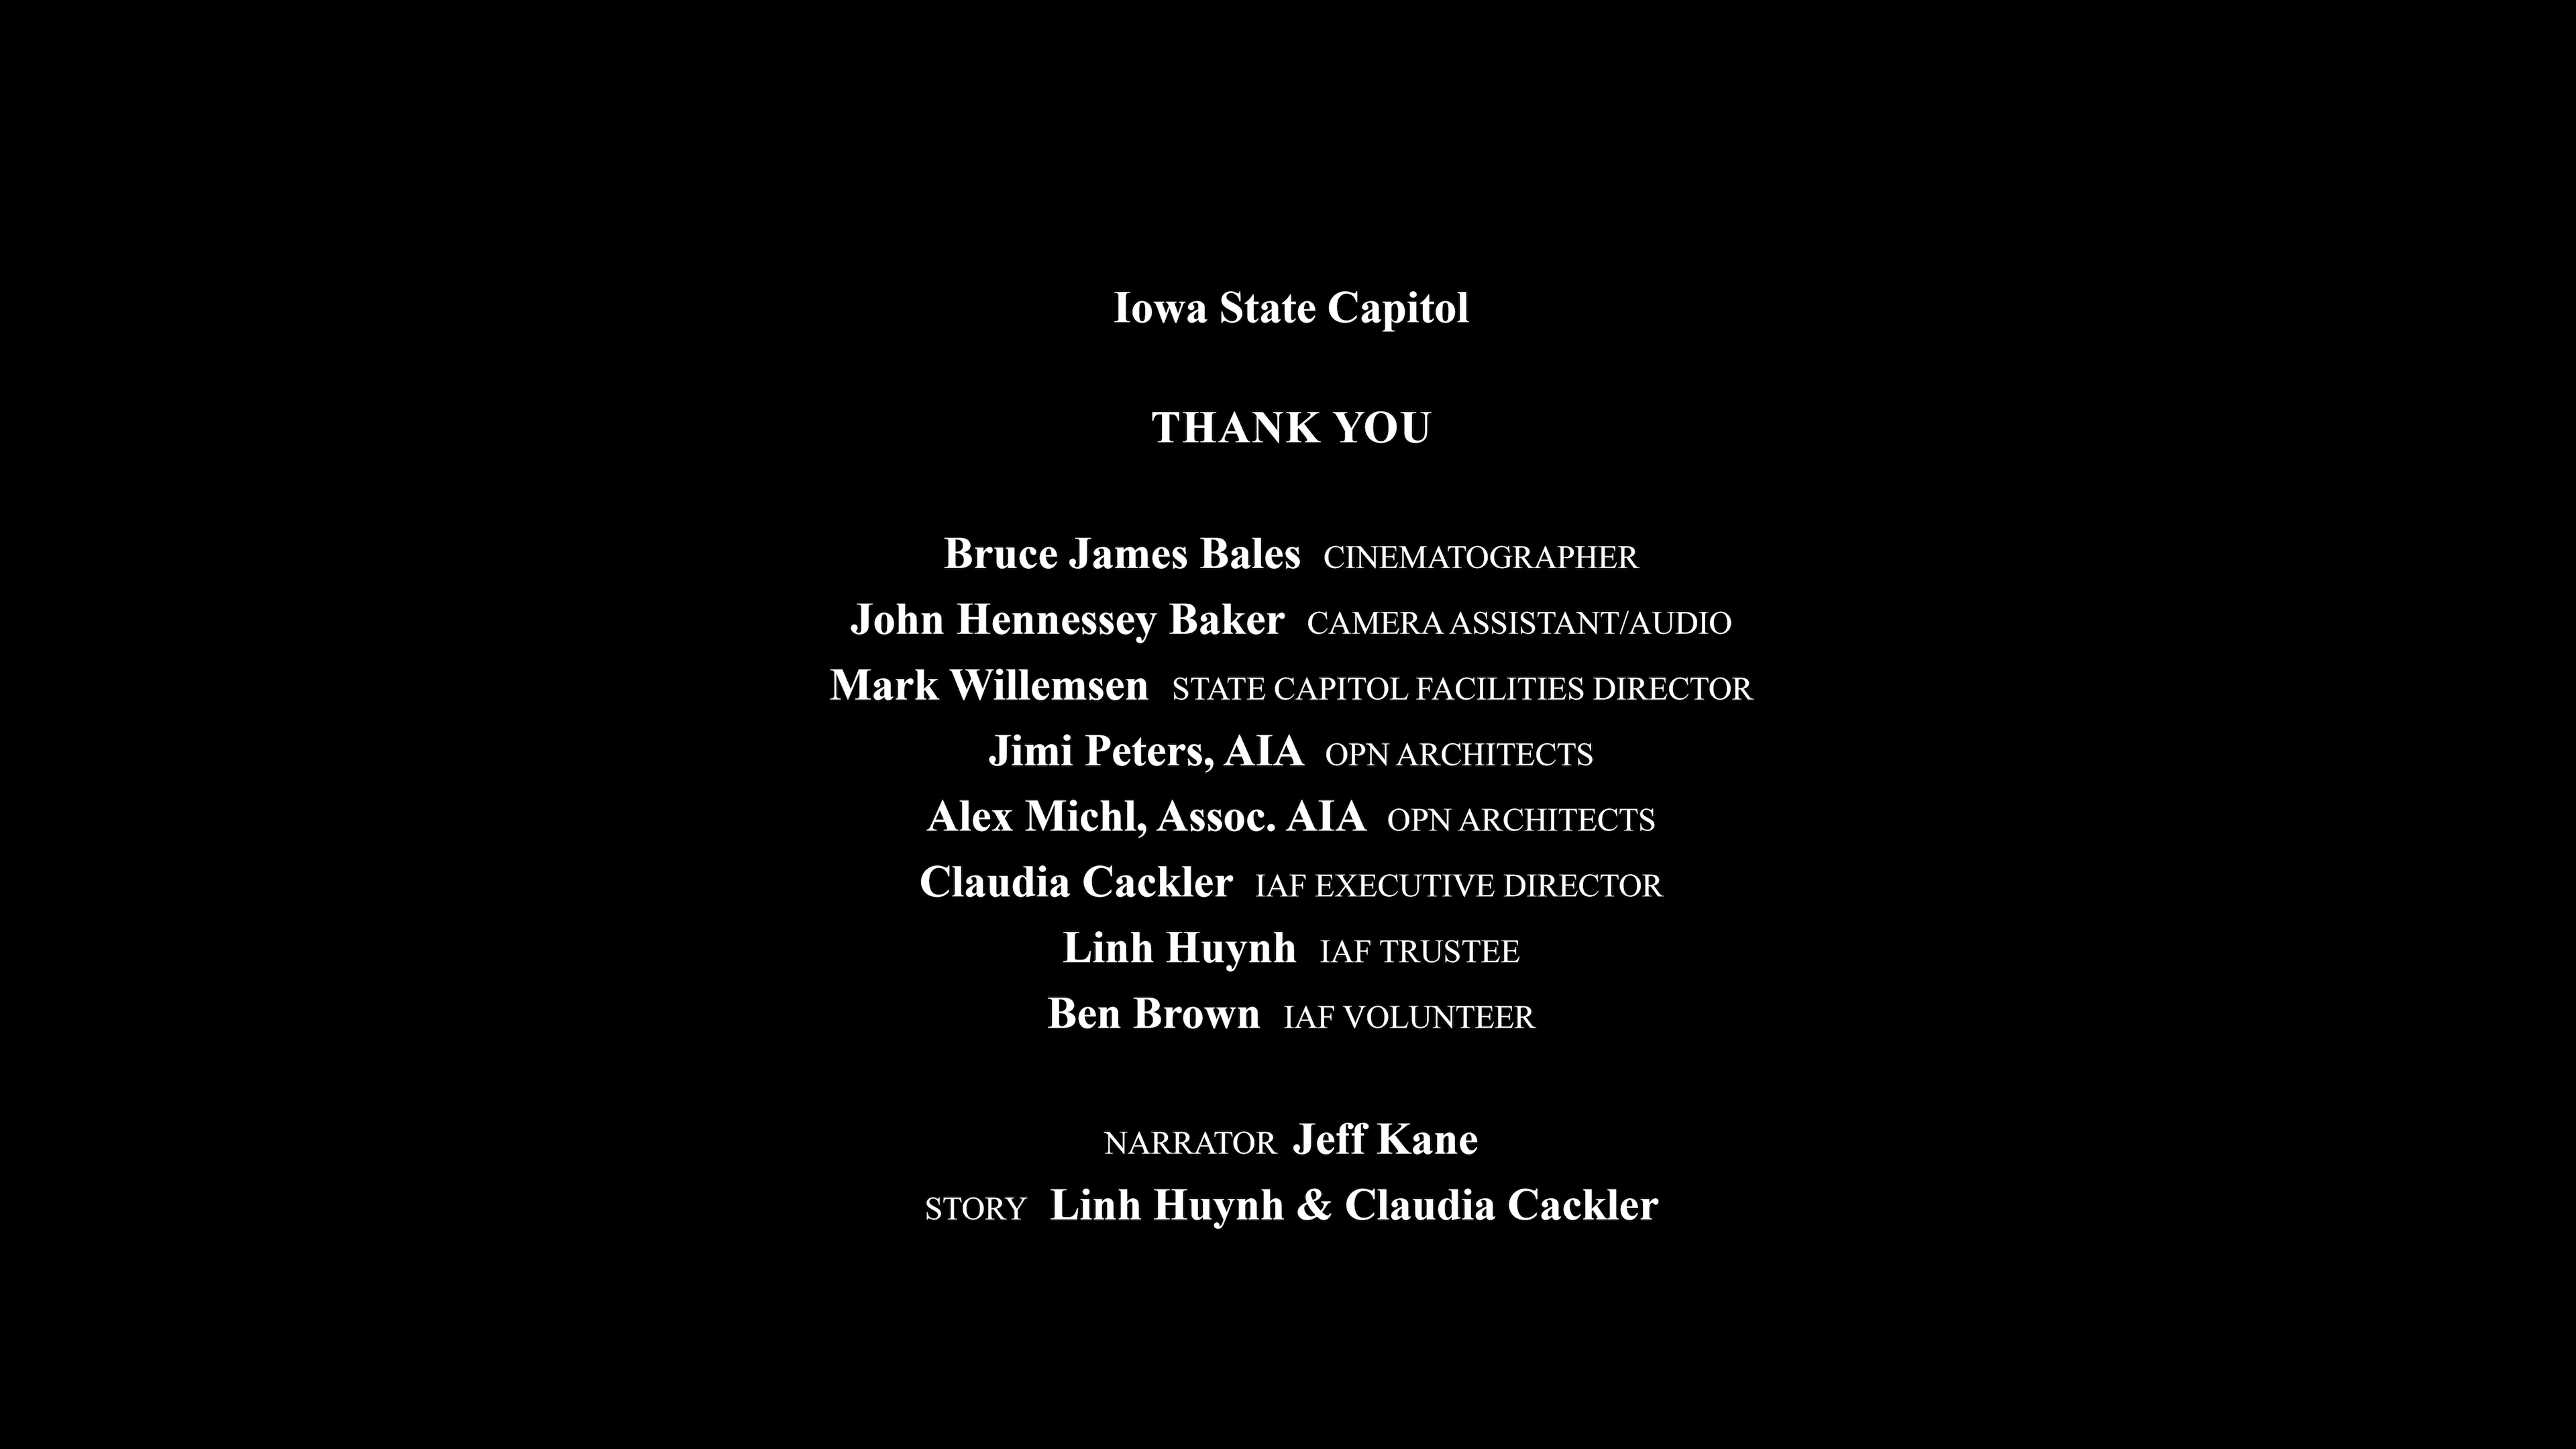 Iowa State Capitol
THANK YOU
Bruce James Bales CINEMATOGRAPHER
John Hennessey Baker CAMERA ASSISTANT/AUDIO
Mark Willemsen STATE CAPITOL FACILITIES DIRECTOR
Jimi Peters, AIA OPN ARCHITECTS
Alex Michl, Assoc. AIA OPN ARCHITECTS
Claudia Cackler IAF EXECUTIVE DIRECTOR
Linh Huynh IAF TRUSTEE
Ben Brown IAF VOLUNTEER
NARRATOR Jeff Kane
STORY Linh Huynh & Claudia Cackler